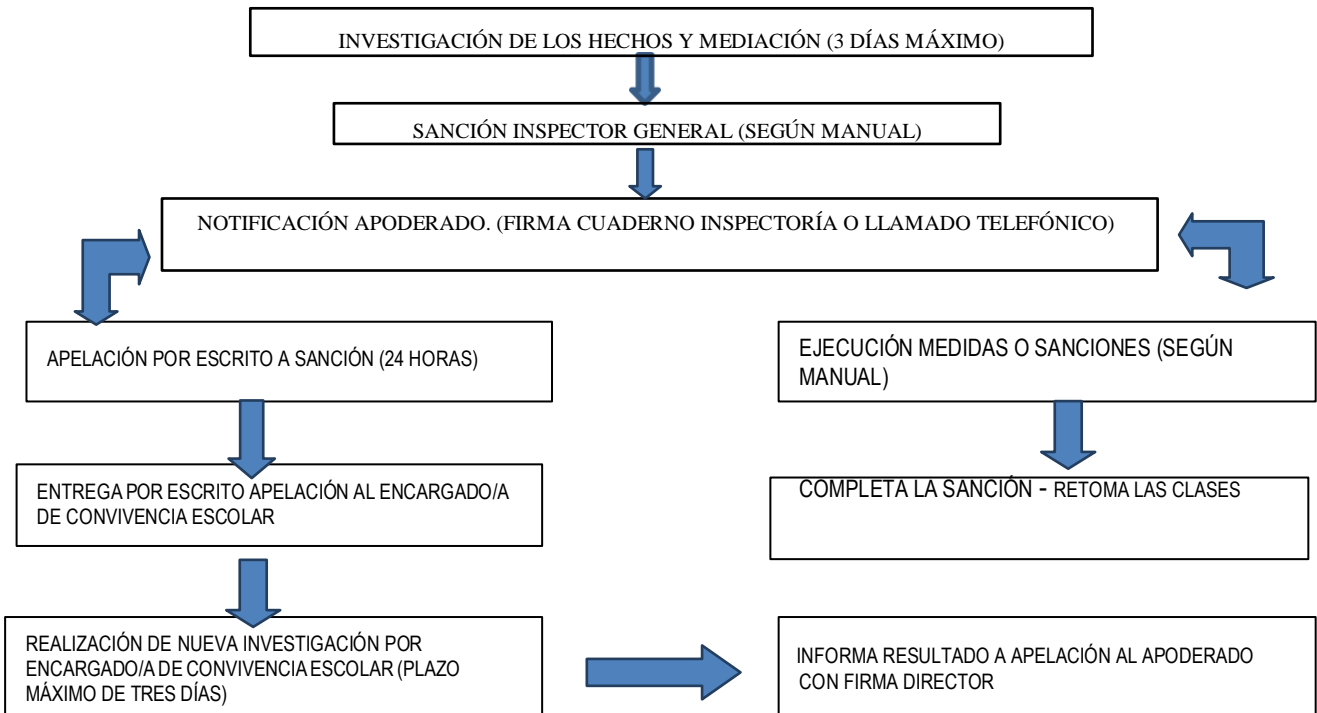 INVESTIGACIÓN DE LOS HECHOS Y MEDIACIÓN (3 DÍAS MÁXIMO)
SANCIÓN INSPECTOR GENERAL (SEGÚN MANUAL)
NOTIFICACIÓN APODERADO. (FIRMA CUADERNO INSPECTORÍA O LLAMADO TELEFÓNICO)
APELACIÓN POR ESCRITO A SANCIÓN (24 HORAS)
EJECUCIÓN MEDIDAS O SANCIONES (SEGÚN
MANUAL)
ENTREGA POR ESCRITO APELACIÓN AL ENCARGADO/A
DE CONVIVENCIA ESCOLAR
COMPLETA LA SANCIÓN - RETOMA LAS CLASES
REALIZACIÓN DE NUEVA INVESTIGACIÓN POR
ENCARGADO/A DE CONVIVENCIA ESCOLAR (PLAZO
MÁXIMO DE TRES DÍAS)
INFORMA RESULTADO A APELACIÓN AL APODERADO
CON FIRMA DIRECTOR